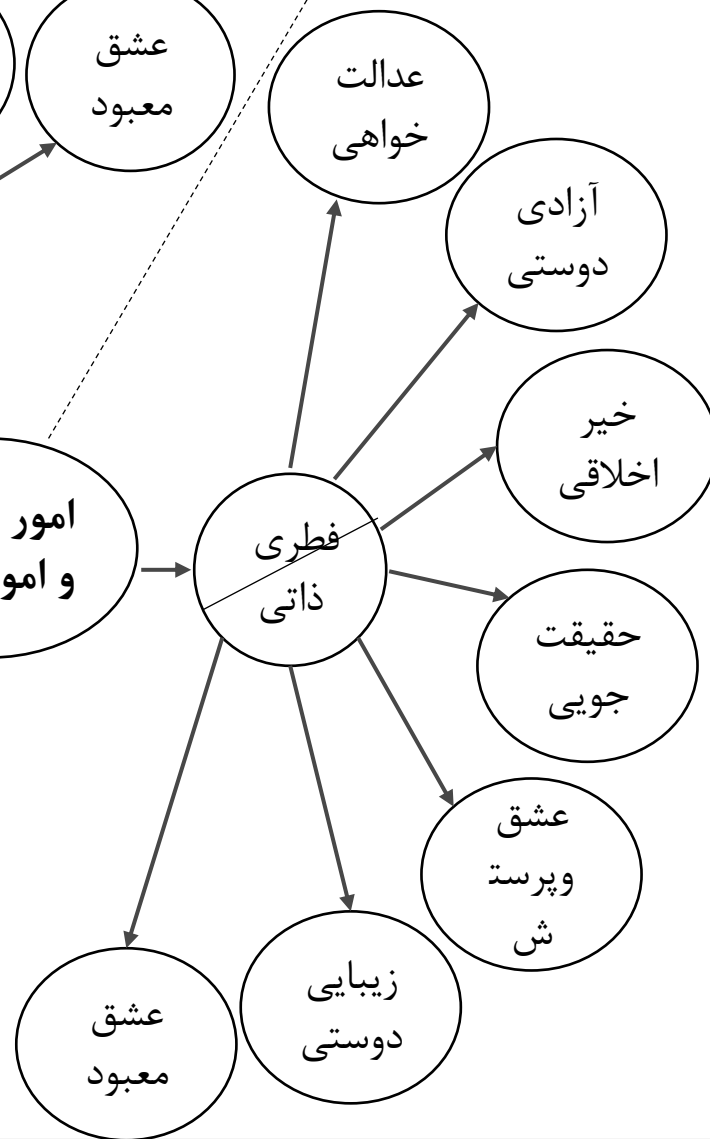 عشق
معبود
عدالت
خواهی
آزادی
دوستی
خیر
اخلاقی
امور
و امو
فطری
ذاتی
حقیقت
جویی
عشق
وپرست
ش
زیبایی
دوستی
عشق
معبود